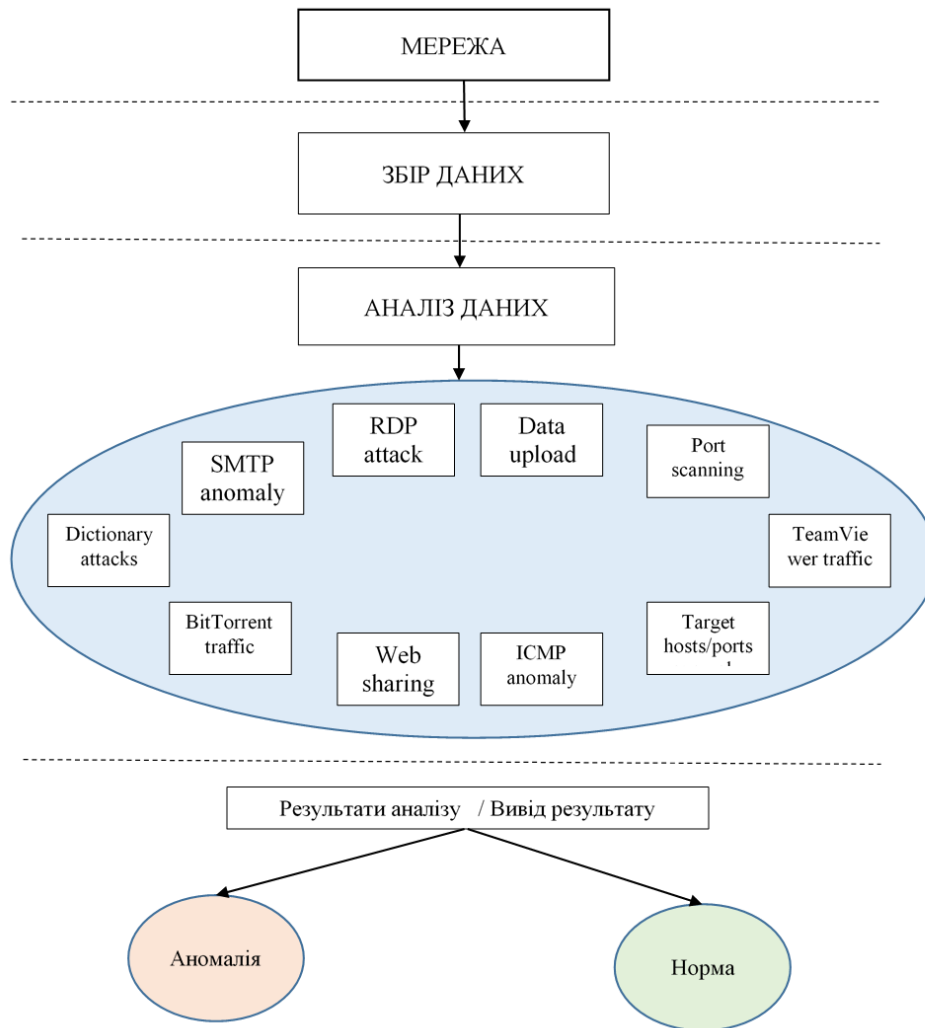 МЕРЕЖА
ЗБІР ДАНИХ
АНАЛІЗ ДАНИХ
RDP
attack
Data
upload
Port
scanning
SMTP
anomaly
Dictionary
attacks
TeamVie
wer traffic
BitTorrent
traffic
Web
sharing
ICMP
anomaly
Target
hosts/ports
Результати аналізу / Вивід результату
Аномалія
Норма